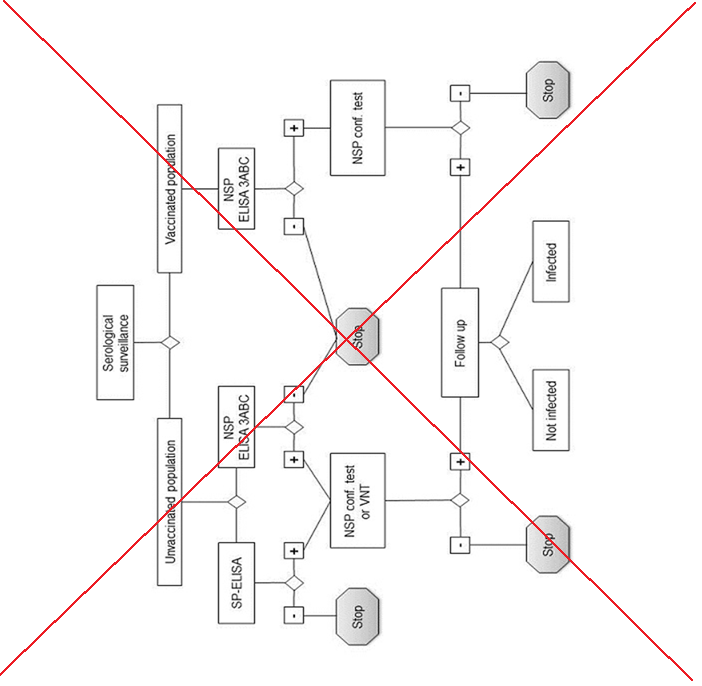 Serological
surveillance
Unvaccinated population
Vaccinated population
SP-ELISA
NSP
ELISA 3ABC
NSP
ELISA 3ABC
-
+
+
-
-
+
Stop
NSP conf. test
or VNT
Stop
NSP conf. test
-
+
Follow up
+
-
Stop
Not infected
Infected
Stop